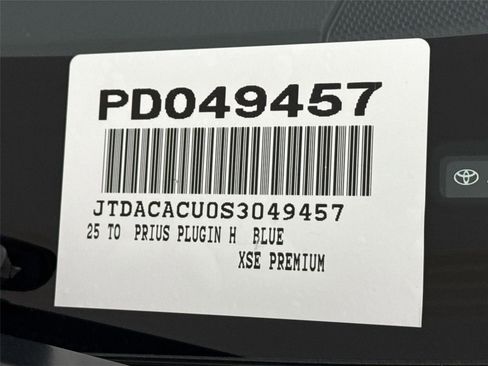 PD049457
JTDACACU0S3049457
25 TO PRIUS PLUGIN H BLUE
XSE PREMIUM